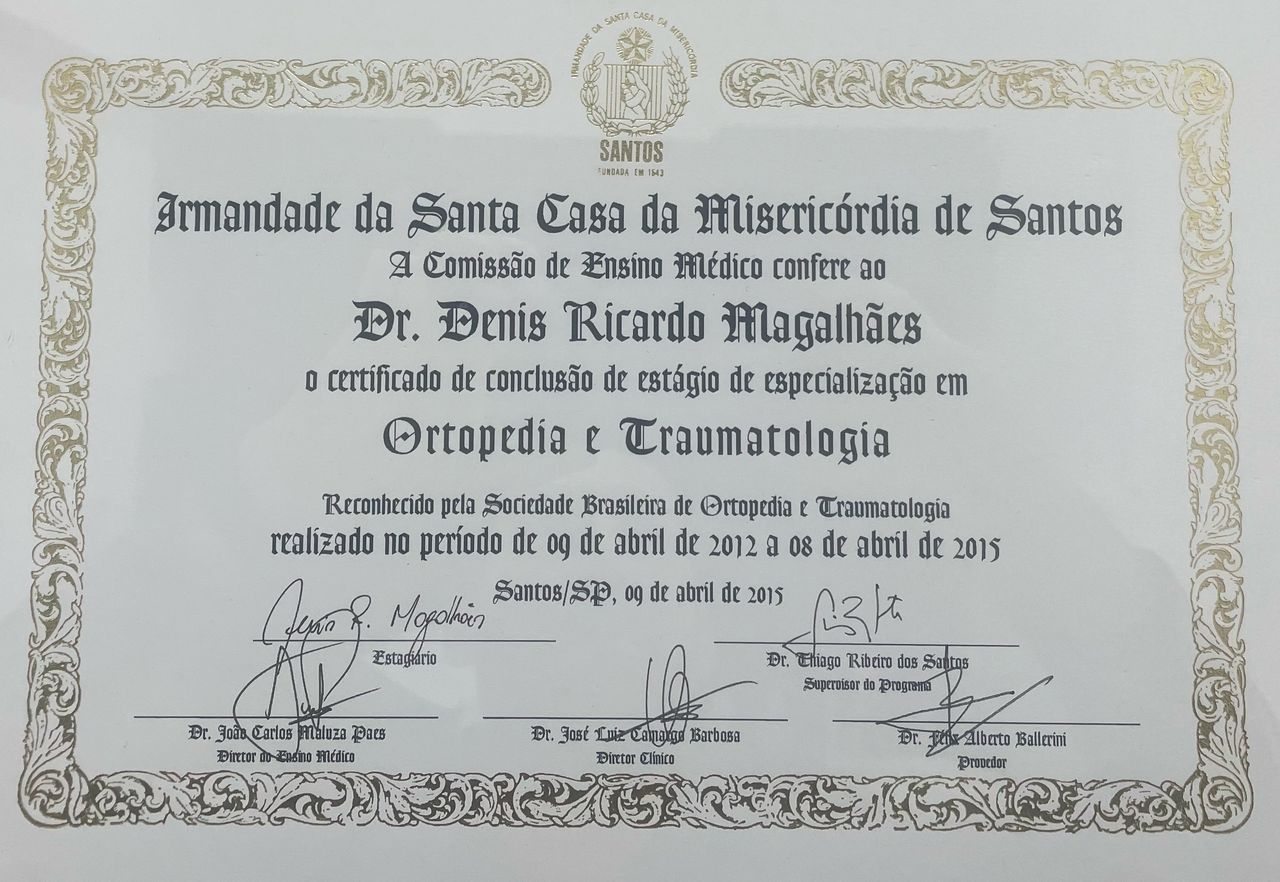 IRMANDADE DA SANTA CASA DA MISERICORDIA
SANTOS
FUNDADA EM 1543
Irmandade da Santa Casa da Misericórdia de Santos
A Comissão de Ensino Médico confere ao
Dr. Denis Ricardo Magalhães
o certificado de conclusão de estágio de especialização em
Ortopedia e Traumatologia
Reconhecido pela Sociedade Brasileira de Ortopedia e Traumatologia
realizado no período de 09 de abril de 2012 a 08 de abril de 2015
Santos/SP, 09 de abril de 2015
R. Magalhães
Estagiário
Dr. Thiago Ribeiro dos Santos
Supervisor do Programa
Dr. João Carlos Maluza Paes
Diretor do Ensino Médico
Dr. José Luiz Camargo Barbosa
Diretor Clínico
Dr. Félix Alberto Ballerini
Provedor